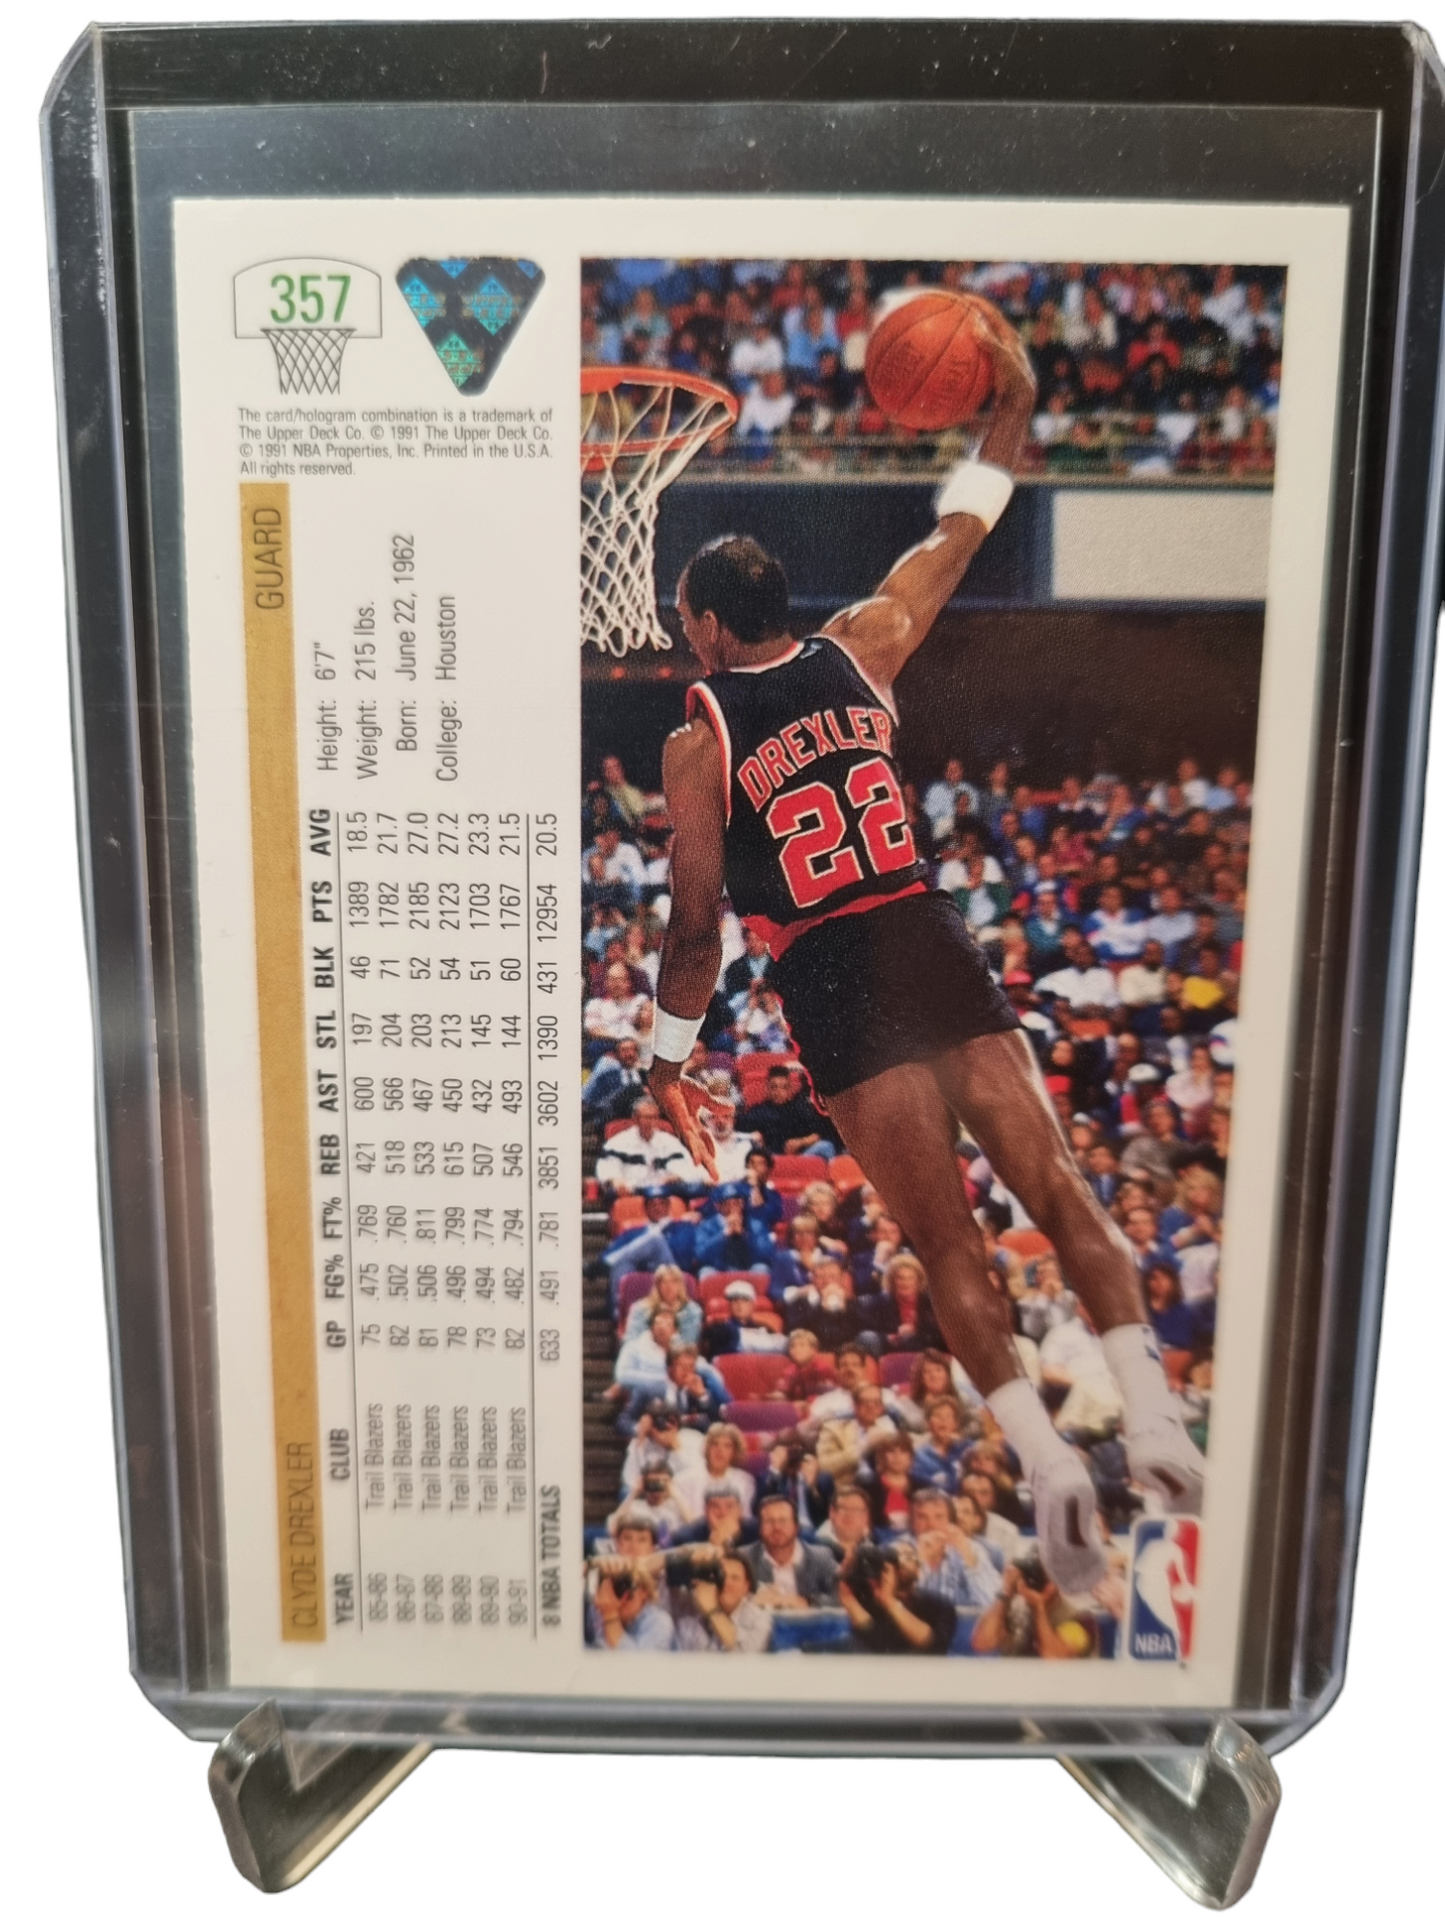 357
The card/hologram combination is a trademark of
The Upper Deck Co. © 1991 The Upper Deck Co.
© 1991 NBA Properties, Inc. Printed in the U.S.A.
All rights reserved.
CLYDE DREXLER GUARD
Height: 6'7"
Weight: 215 lbs.
Born: June 22, 1962
College: Houston
YEAR CLUB GP FG% FT% REB AST STL BLK PTS AVG
85-86 Trail Blazers 75 .475 .769 421 600 197 46 1389 18.5
86-87 Trail Blazers 82 .502 .760 518 566 204 71 1782 21.7
87-88 Trail Blazers 81 .506 .811 533 467 203 52 2185 27.0
88-89 Trail Blazers 78 .496 .799 615 450 213 54 2123 27.2
89-90 Trail Blazers 73 .494 .774 507 432 145 51 1703 23.3
90-91 Trail Blazers 82 .482 .794 546 493 144 60 1767 21.5
8 NBA TOTALS 633 .491 .781 3851 3602 1390 431 12954 20.5
DREXLER
22
NBA